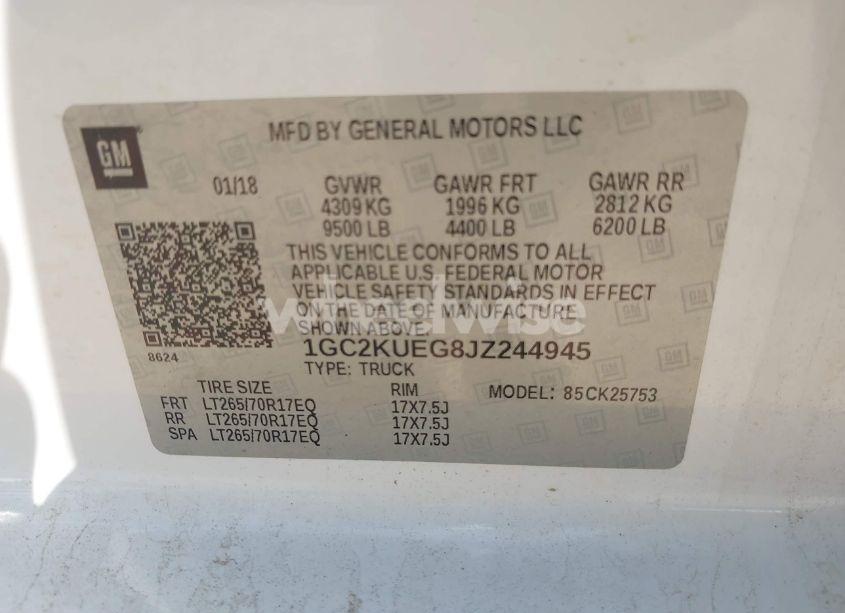 GM
MFD BY GENERAL MOTORS LLC
01/18 GVWR GAWR FRT GAWR RR
4309 KG 1996 KG 2812 KG
9500 LB 4400 LB 6200 LB
THIS VEHICLE CONFORMS TO ALL
APPLICABLE U.S. FEDERAL MOTOR
VEHICLE SAFETY STANDARDS IN EFFECT
ON THE DATE OF MANUFACTURE
SHOWN ABOVE.
wheelwise
8624
1GC2KUEG8JZ244945
TYPE: TRUCK
TIRE SIZE RIM MODEL: 85CK25753
FRT LT265/70R17EQ 17X7.5J
RR LT265/70R17EQ 17X7.5J
SPA LT265/70R17EQ 17X7.5J